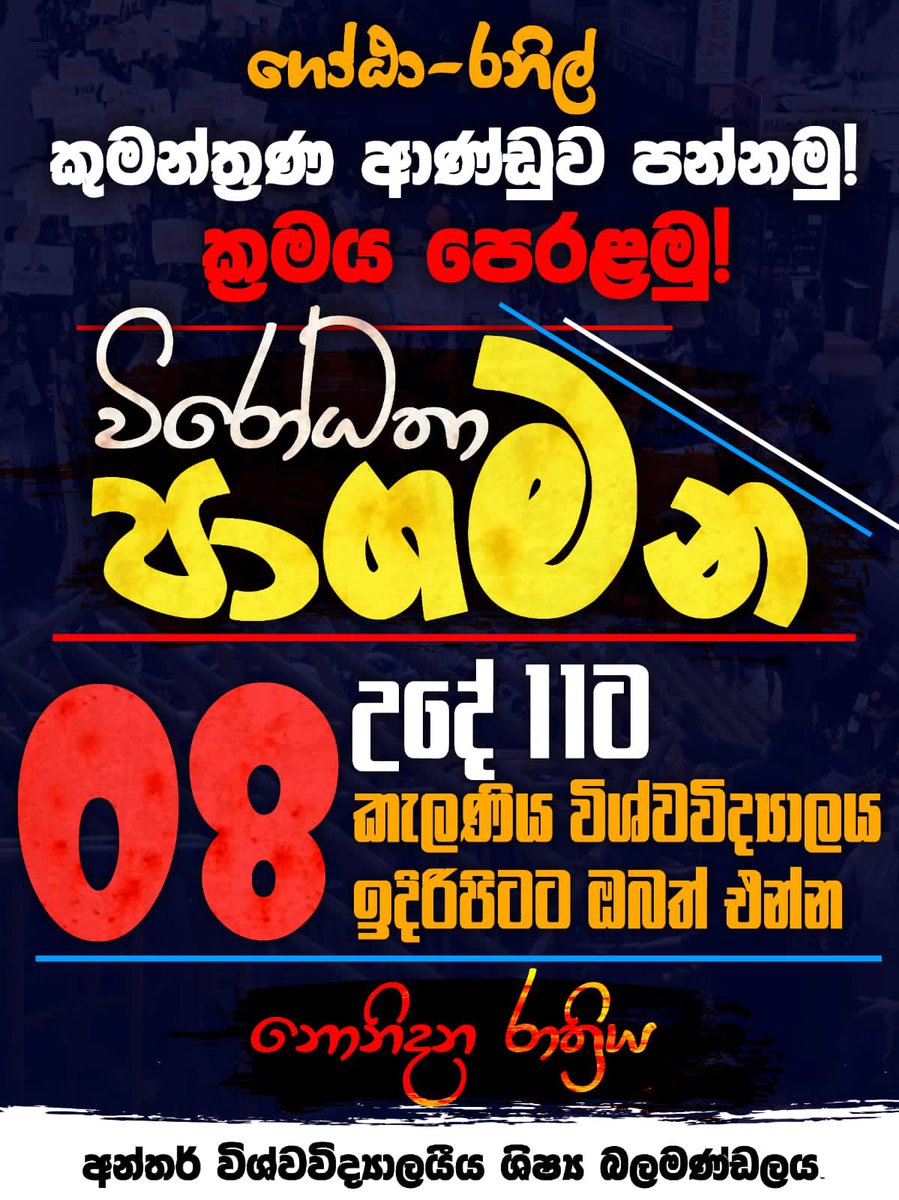 ගෝඨා-රනිල්
කුමන්ත්‍රණ ආණ්ඩුව පන්නමු!
ක්‍රමය පෙරළමු!
විරෝධතා
පාගමන
08
උදේ 11ට
කැලණිය විශ්වවිද්‍යාලය
ඉදිරිපිටට ඔබත් එන්න
නොනිදන රාත්‍රිය
අන්තර් විශ්වවිද්‍යාලයීය ශිෂ්‍ය බලමණ්ඩලය